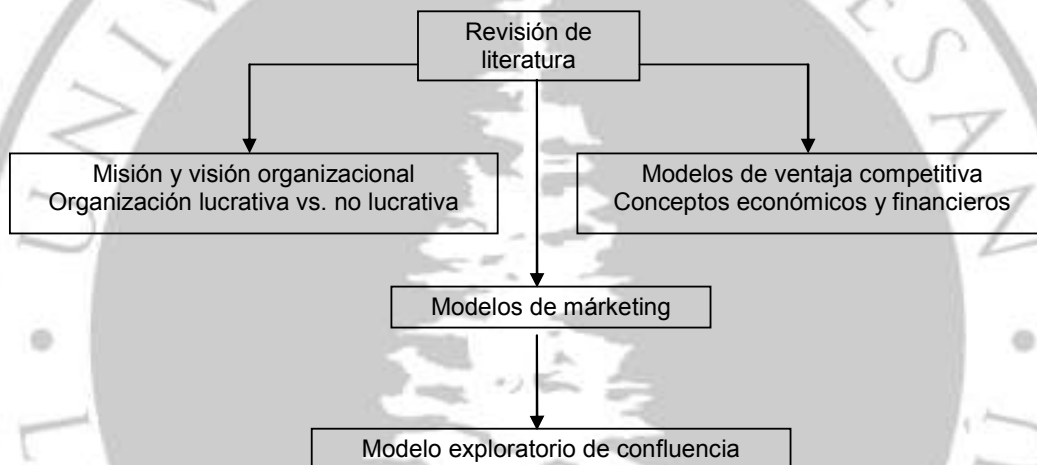 Revisión de
literatura
Misión y visión organizacional
Organización lucrativa vs. no lucrativa
Modelos de ventaja competitiva
Conceptos económicos y financieros
Modelos de márketing
Modelo exploratorio de confluencia